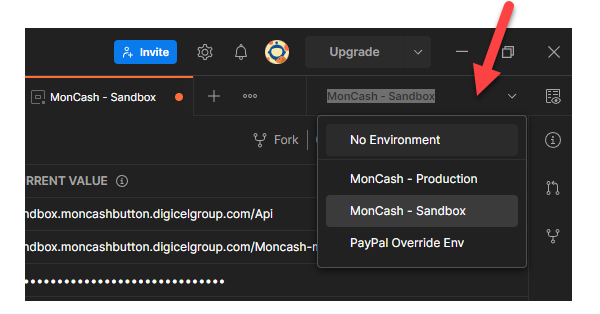 Invite
Upgrade
MonCash - Sandbox
MonCash - Sandbox
No Environment
Fork
RRENT VALUE
MonCash - Production
ndbox.moncashbutton.digicelgroup.com/Api
MonCash - Sandbox
ndbox.moncashbutton.digicelgroup.com/Moncash-m
PayPal Override Env